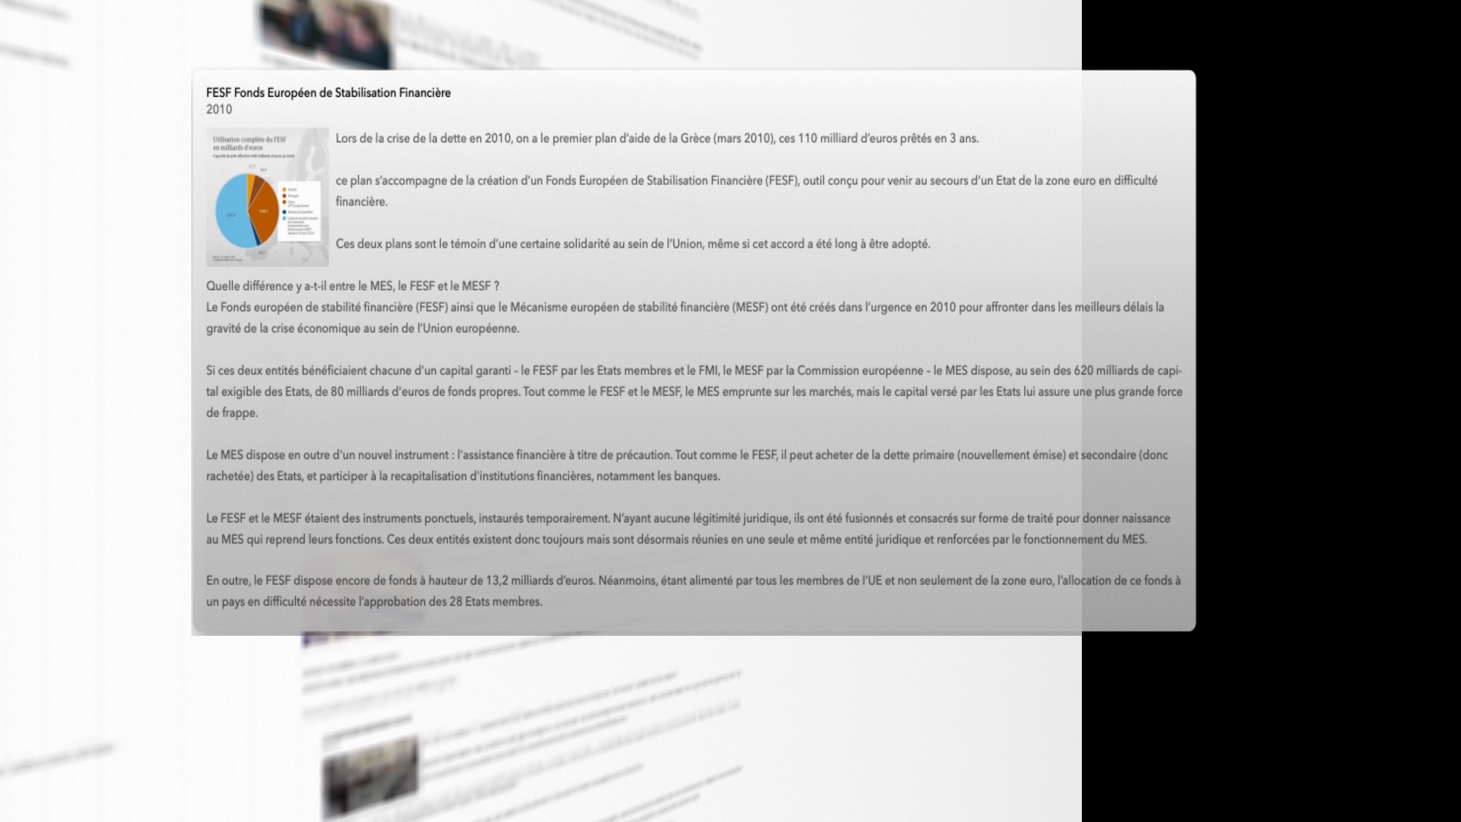 FESF Fonds Européen de Stabilisation Financière
2010
Utilisation complète du FESF
en milliards d'euros
Lors de la crise de la dette en 2010, on a le premier plan d'aide de la Grèce (mars 2010), ces 110 milliard d'euros prêtés en 3 ans.
ce plan s'accompagne de la création d'un Fonds Européen de Stabilisation Financière (FESF), outil conçu pour venir au secours d'un Etat de la zone euro en difficulté
financière.
Ces deux plans sont le témoin d'une certaine solidarité au sein de l'Union, même si cet accord a été long à être adopté.
Quelle différence y a-t-il entre le MES, le FESF et le MESF ?
Le Fonds européen de stabilité financière (FESF) ainsi que le Mécanisme européen de stabilité financière (MESF) ont été créés dans l'urgence en 2010 pour affronter dans les meilleurs délais la
gravité de la crise économique au sein de l'Union européenne.
Si ces deux entités bénéficiaient chacune d'un capital garanti – le FESF par les Etats membres et le FMI, le MESF par la Commission européenne – le MES dispose, au sein des 620 milliards de capi-
tal exigible des Etats, de 80 milliards d'euros de fonds propres. Tout comme le FESF et le MESF, le MES emprunte sur les marchés, mais le capital versé par les Etats lui assure une plus grande force
de frappe.
Le MES dispose en outre d'un nouvel instrument : l'assistance financière à titre de précaution. Tout comme le FESF, il peut acheter de la dette primaire (nouvellement émise) et secondaire (donc
rachetée) des Etats, et participer à la recapitalisation d'institutions financières, notamment les banques.
Le FESF et le MESF étaient des instruments ponctuels, instaurés temporairement. N'ayant aucune légitimité juridique, ils ont été fusionnés et consacrés sur forme de traité pour donner naissance
au MES qui reprend leurs fonctions. Ces deux entités existent donc toujours mais sont désormais réunies en une seule et même entité juridique et renforcées par le fonctionnement du MES.
En outre, le FESF dispose encore de fonds à hauteur de 13,2 milliards d'euros. Néanmoins, étant alimenté par tous les membres de l'UE et non seulement de la zone euro, l'allocation de ce fonds à
un pays en difficulté nécessite l'approbation des 28 Etats membres.